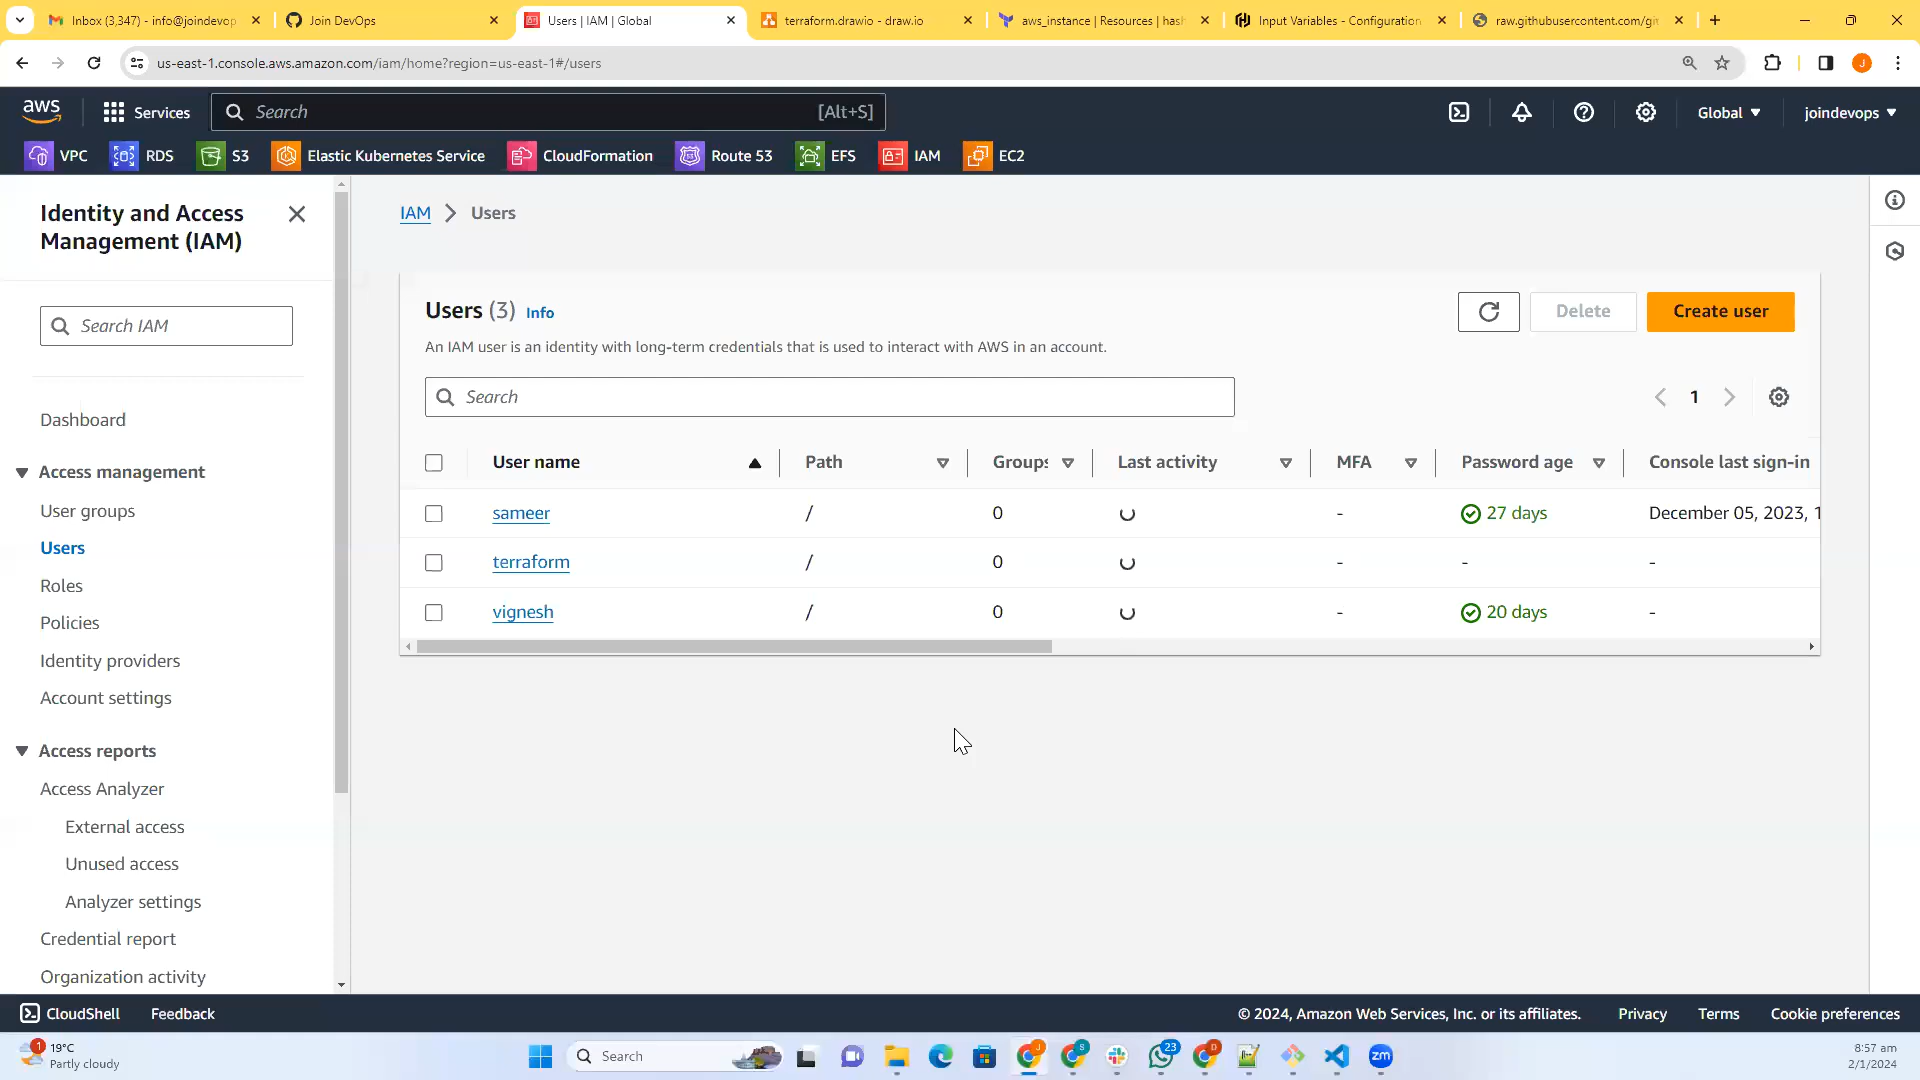 Inbox (3,347) - info@joindevop
Join DevOps
Users | IAM | Global
terraform.drawio - draw.io
aws_instance | Resources | hash
Input Variables - Configuration
raw.githubusercontent.com/git
us-east-1.console.aws.amazon.com/iam/home?region=us-east-1#/users
J
aws
Services
Search
[Alt+S]
Global
joindevops
VPC
RDS
S3
Elastic Kubernetes Service
CloudFormation
Route 53
EFS
IAM
EC2
Identity and Access
Management (IAM)
Search IAM
Dashboard
Access management
User groups
Users
Roles
Policies
Identity providers
Account settings
Access reports
Access Analyzer
External access
Unused access
Analyzer settings
Credential report
Organization activity
IAM > Users
Users (3) Info
Delete
Create user
An IAM user is an identity with long-term credentials that is used to interact with AWS in an account.
Search
1
User name Path Groups Last activity MFA Password age Console last sign-in
sameer / 0 - 27 days December 05, 2023, 1
terraform / 0 - - -
vignesh / 0 - 20 days -
CloudShell
Feedback
© 2024, Amazon Web Services, Inc. or its affiliates.
Privacy
Terms
Cookie preferences
1
19°C
Partly cloudy
Search
J
S
23
D
zm
8:57 am
2/1/2024